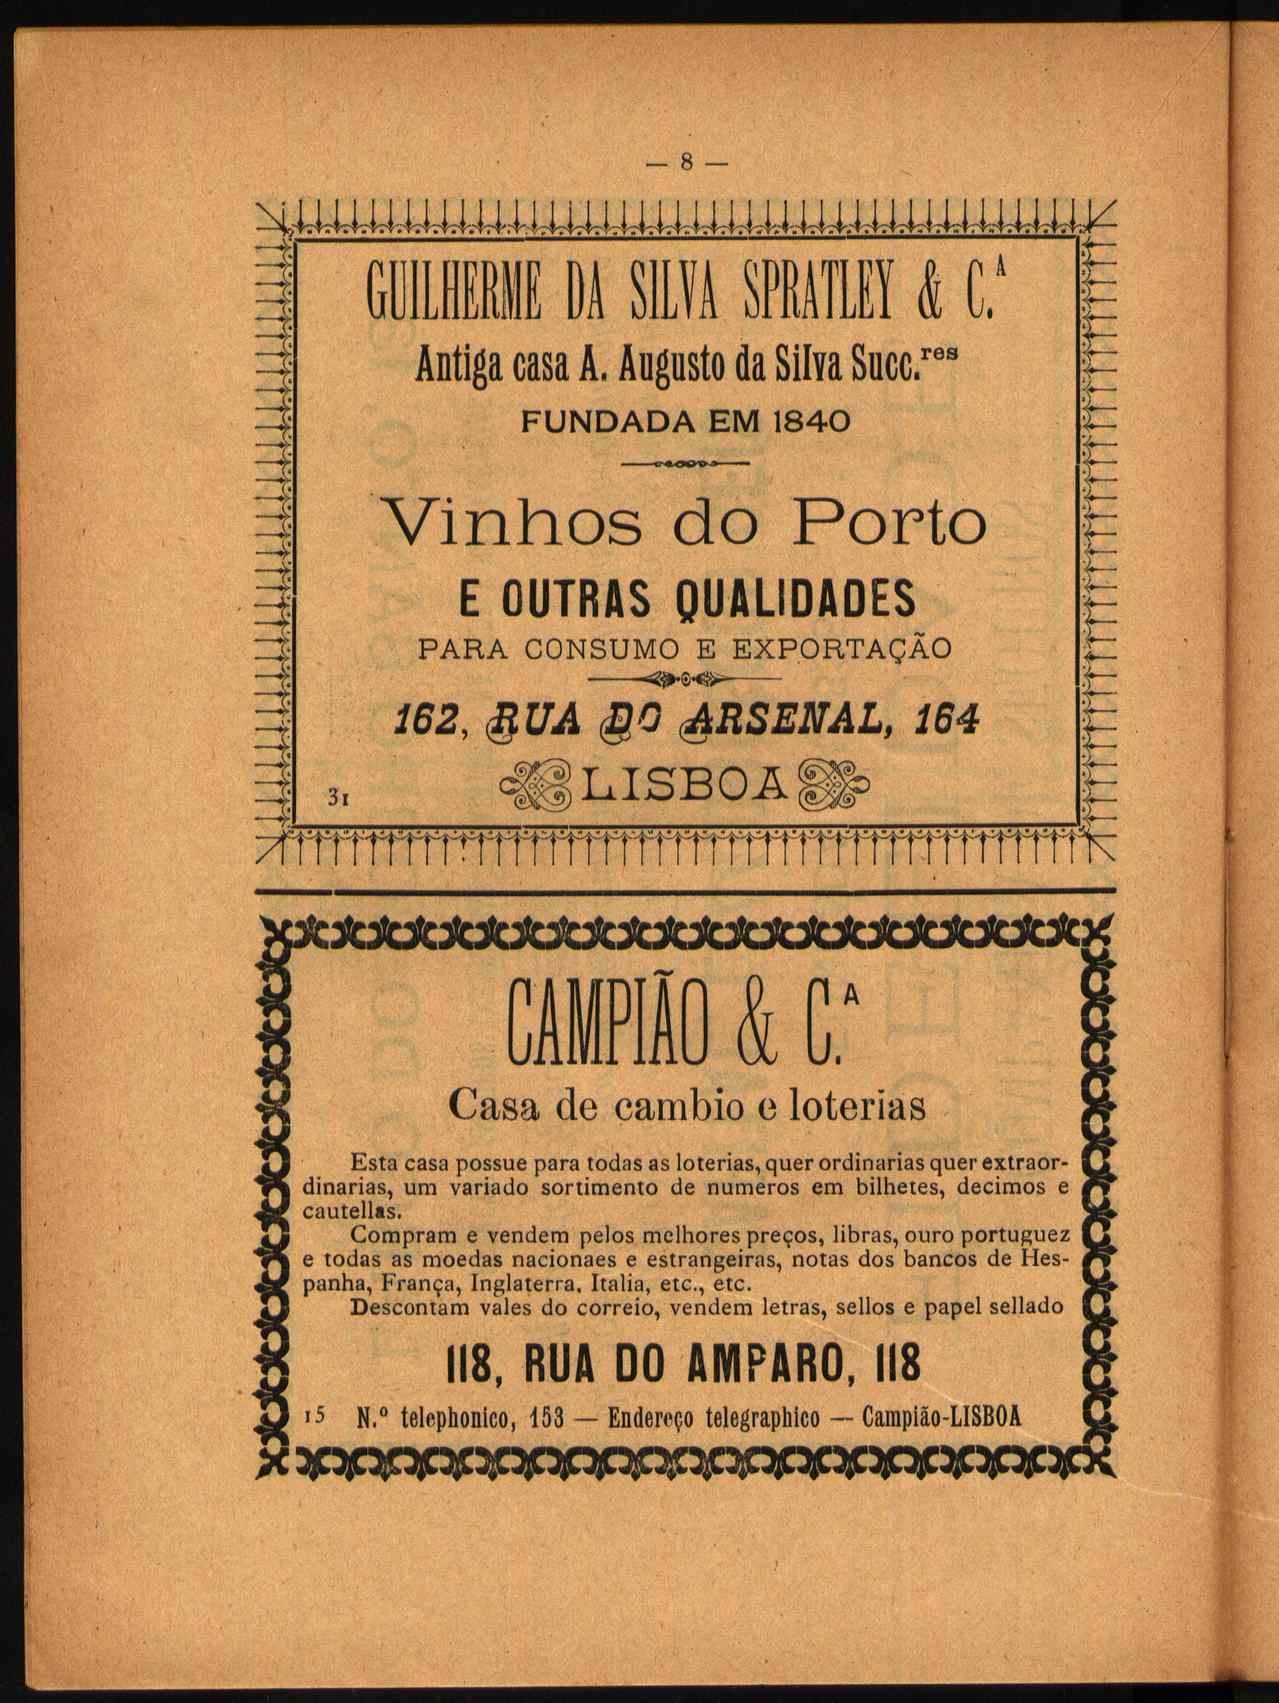 — 8 —
GUILHERME DA SILVA SPRATLEY & C.ᴬ
Antiga casa A. Augusto da Silva Succ.ʳᵉˢ
FUNDADA EM 1840
Vinhos do Porto
E OUTRAS QUALIDADES
PARA CONSUMO E EXPORTAÇÃO
162, RUA DO ARSENAL, 164
LISBOA
31
CAMPIÃO & C.ᴬ
Casa de cambio e loterias
Esta casa possue para todas as loterias, quer ordinarias quer extraor-
dinarias, um variado sortimento de numeros em bilhetes, decimos e
cautellas.
Compram e vendem pelos melhores preços, libras, ouro portuguez
e todas as moedas nacionaes e estrangeiras, notas dos bancos de Hes-
panha, França, Inglaterra, Italia, etc., etc.
Descontam vales do correio, vendem letras, sellos e papel sellado
118, RUA DO AMPARO, 118
15 N.º telephonico, 153 — Endereço telegraphico — Campião-LISBOA